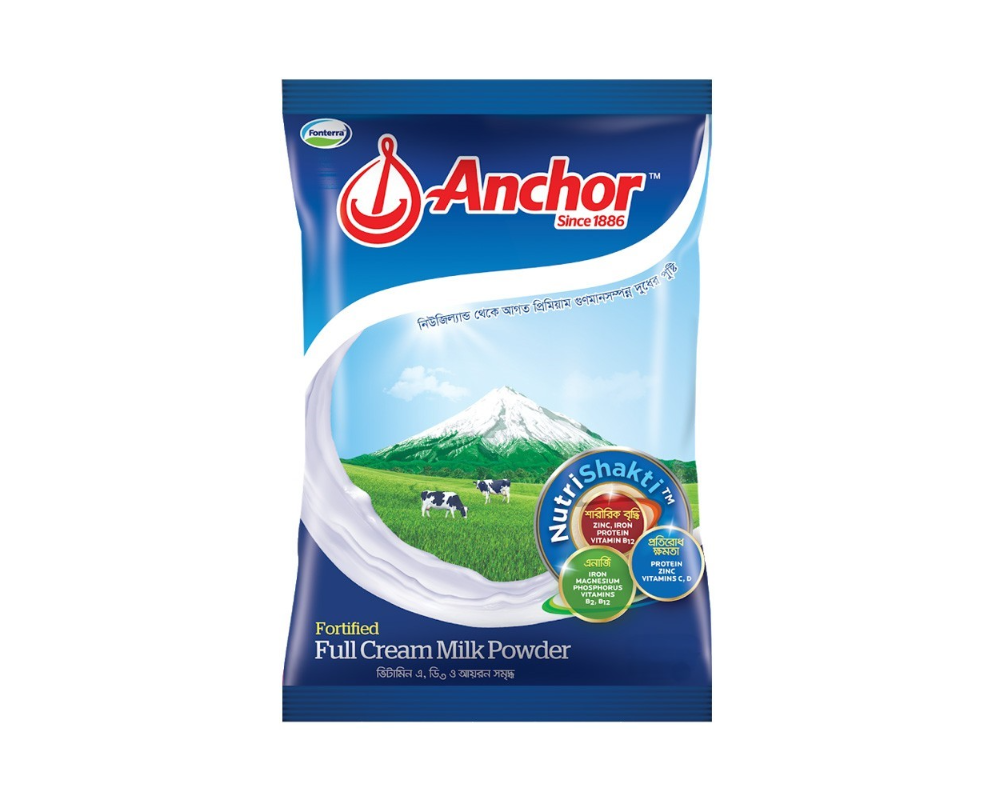 Fonterra
Anchor™
Since 1886
নিউজিল্যান্ড থেকে আগত প্রিমিয়াম গুণমানসম্পন্ন দুধের পুষ্টি
NutriShakti™
শারীরিক বৃদ্ধি
ZINC, IRON
PROTEIN
VITAMIN B12
প্রতিরোধ
ক্ষমতা
PROTEIN
ZINC
VITAMINS C, D
এনার্জি
IRON
MAGNESIUM
PHOSPHORUS
VITAMINS
B2, B12
Fortified
Full Cream Milk Powder
ভিটামিন এ, ডি৩ ও আয়রন সমৃদ্ধ